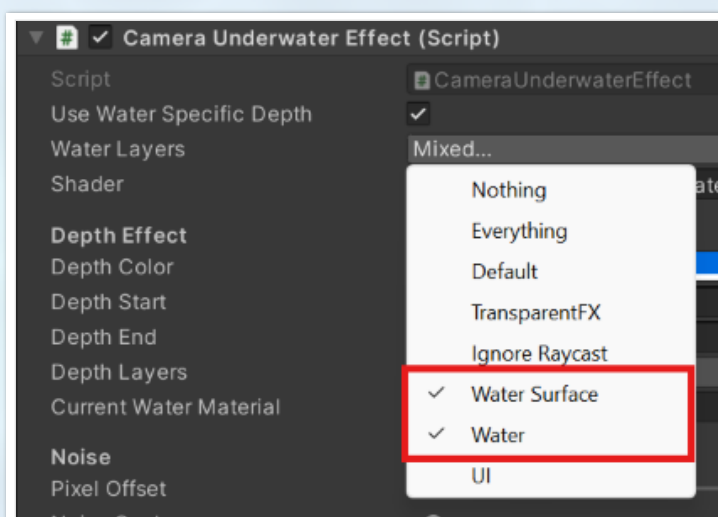 # Camera Underwater Effect (Script)
Script
# CameraUnderwaterEffect
Use Water Specific Depth
Water Layers
Mixed...
Shader
Nothing
Everything
Depth Effect
Depth Color
Default
Depth Start
TransparentFX
Depth End
Ignore Raycast
Depth Layers
Water Surface
Current Water Material
Water
Noise
UI
Pixel Offset